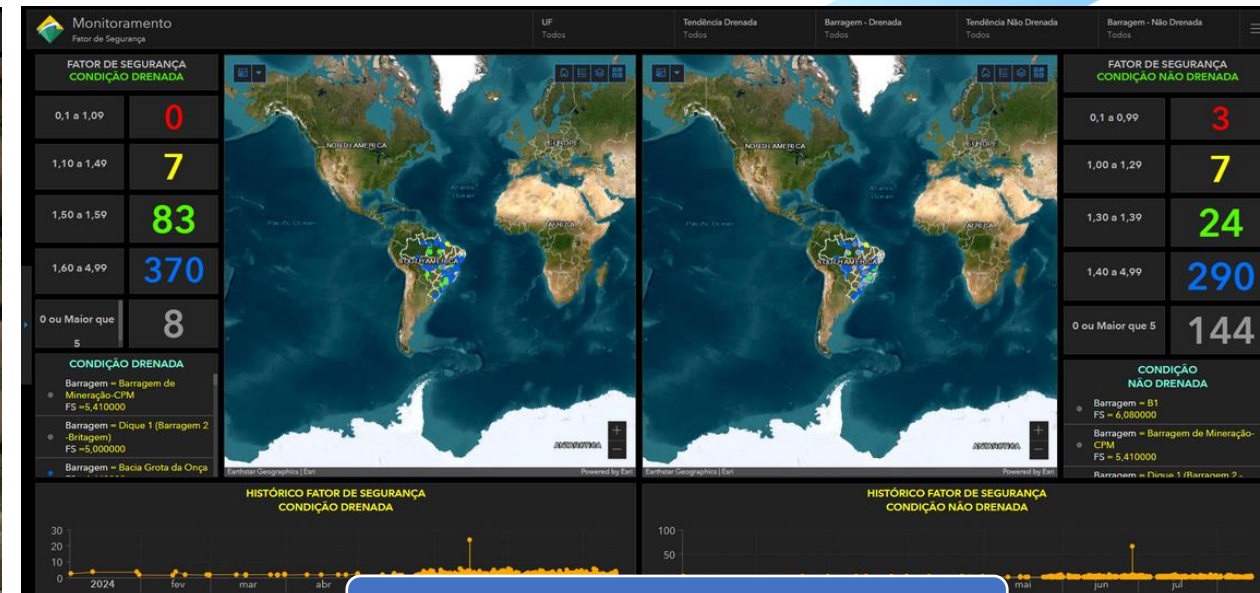 Monitoramento
Fator de Segurança
UF
Todos
Tendência Drenada
Todos
Barragem - Drenada
Todos
Tendência Não Drenada
Todos
Barragem - Não Drenada
Todos
FATOR DE SEGURANÇA
CONDIÇÃO DRENADA
0,1 a 1,09
0
1,10 a 1,49
7
1,50 a 1,59
83
1,60 a 4,99
370
0 ou Maior que
5
8
CONDIÇÃO DRENADA
Barragem = Barragem de
Mineração-CPM
FS =5,410000
Barragem = Dique 1 (Barragem 2
-Britagem)
FS =5,000000
Barragem = Bacia Grota da Onça
NORTH AMERICA
EUROPE
Atlantic
Ocean
Pacific Ocean
AFRICA
SOUTH AMERICA
ANTARCTICA
Earthstar Geographics | Esri
Powered by Esri
NORTH AMERICA
EUROPE
Atlantic
Ocean
Pacific Ocean
AFRICA
SOUTH AMERICA
ANTARCTICA
Earthstar Geographics | Esri
Powered by Esri
FATOR DE SEGURANÇA
CONDIÇÃO NÃO DRENADA
0,1 a 0,99
3
1,00 a 1,29
7
1,30 a 1,39
24
1,40 a 4,99
290
0 ou Maior que 5
144
CONDIÇÃO
NÃO DRENADA
Barragem = B1
FS = 6,080000
Barragem = Barragem de Mineração-
CPM
FS = 5,410000
Barragem = Dique 1 (Barragem 2 -
HISTÓRICO FATOR DE SEGURANÇA
CONDIÇÃO DRENADA
30
20
10
0
2024
fev
mar
abr
HISTÓRICO FATOR DE SEGURANÇA
CONDIÇÃO NÃO DRENADA
100
50
mai
jun
jul